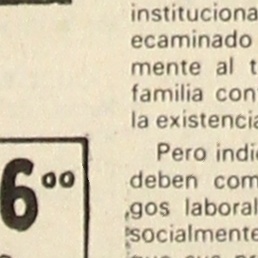 instituciona
ecaminado
mente al t
familia con
la existencia
Pero indi
deben com
gos laboral
socialmente
6⁰⁰